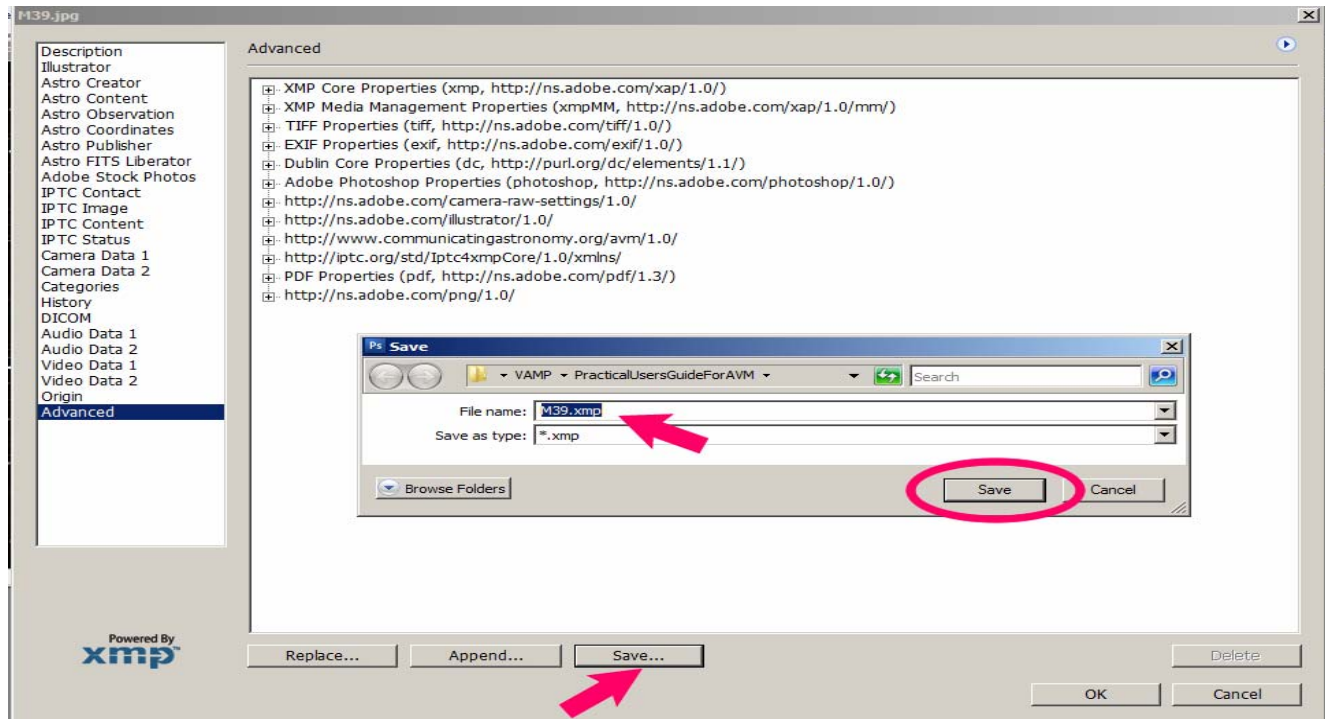 M39.jpg
Description
Illustrator
Astro Creator
Astro Content
Astro Observation
Astro Coordinates
Astro Publisher
Astro FITS Liberator
Adobe Stock Photos
IPTC Contact
IPTC Image
IPTC Content
IPTC Status
Camera Data 1
Camera Data 2
Categories
History
DICOM
Audio Data 1
Audio Data 2
Video Data 1
Video Data 2
Origin
Advanced
Advanced
XMP Core Properties (xmp, http://ns.adobe.com/xap/1.0/)
XMP Media Management Properties (xmpMM, http://ns.adobe.com/xap/1.0/mm/)
TIFF Properties (tiff, http://ns.adobe.com/tiff/1.0/)
EXIF Properties (exif, http://ns.adobe.com/exif/1.0/)
Dublin Core Properties (dc, http://purl.org/dc/elements/1.1/)
Adobe Photoshop Properties (photoshop, http://ns.adobe.com/photoshop/1.0/)
http://ns.adobe.com/camera-raw-settings/1.0/
http://ns.adobe.com/illustrator/1.0/
http://www.communicatingastronomy.org/avm/1.0/
http://iptc.org/std/Iptc4xmpCore/1.0/xmlns/
PDF Properties (pdf, http://ns.adobe.com/pdf/1.3/)
http://ns.adobe.com/png/1.0/
Ps Save
VAMP PracticalUsersGuideForAVM
Search
File name: M39.xmp
Save as type: *.xmp
Browse Folders Save Cancel
Powered By
xmp™
Replace... Append... Save... Delete
OK Cancel